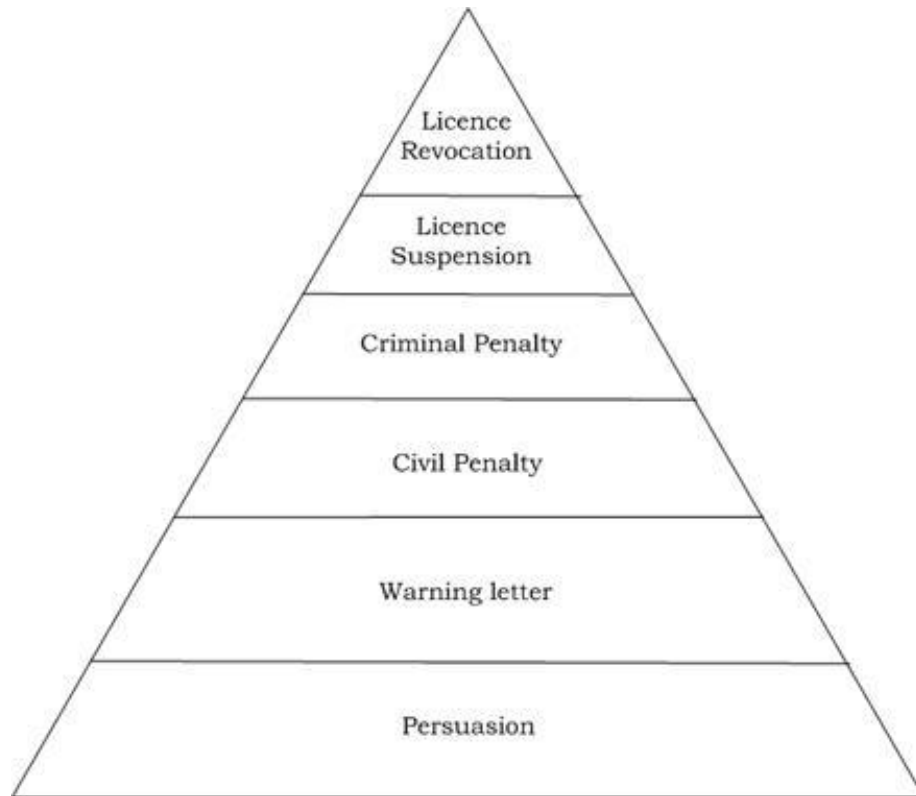 Licence
Revocation
Licence
Suspension
Criminal Penalty
Civil Penalty
Warning letter
Persuasion